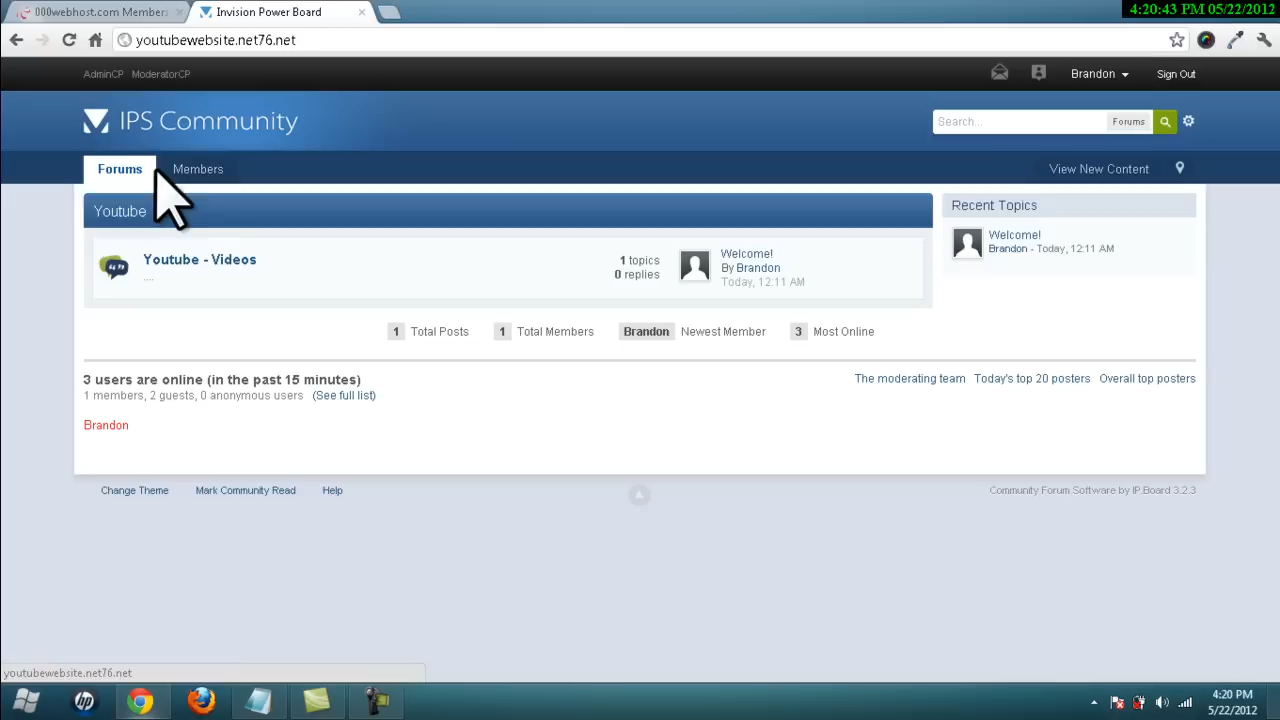 000webhost.com Members
Invision Power Board
4:20:43 PM 05/22/2012
youtubewebsite.net76.net
AdminCP ModeratorCP
Brandon
Sign Out
IPS Community
Search...
Forums
Forums
Members
View New Content
Youtube
Recent Topics
Youtube - Videos
....
1 topics
0 replies
Welcome!
By Brandon
Today, 12:11 AM
Welcome!
Brandon - Today, 12:11 AM
1 Total Posts 1 Total Members Brandon Newest Member 3 Most Online
3 users are online (in the past 15 minutes)
1 members, 2 guests, 0 anonymous users (See full list)
The moderating team Today's top 20 posters Overall top posters
Brandon
Change Theme Mark Community Read Help
Community Forum Software by IP.Board 3.2.3
youtubewebsite.net76.net
hp
4:20 PM
5/22/2012